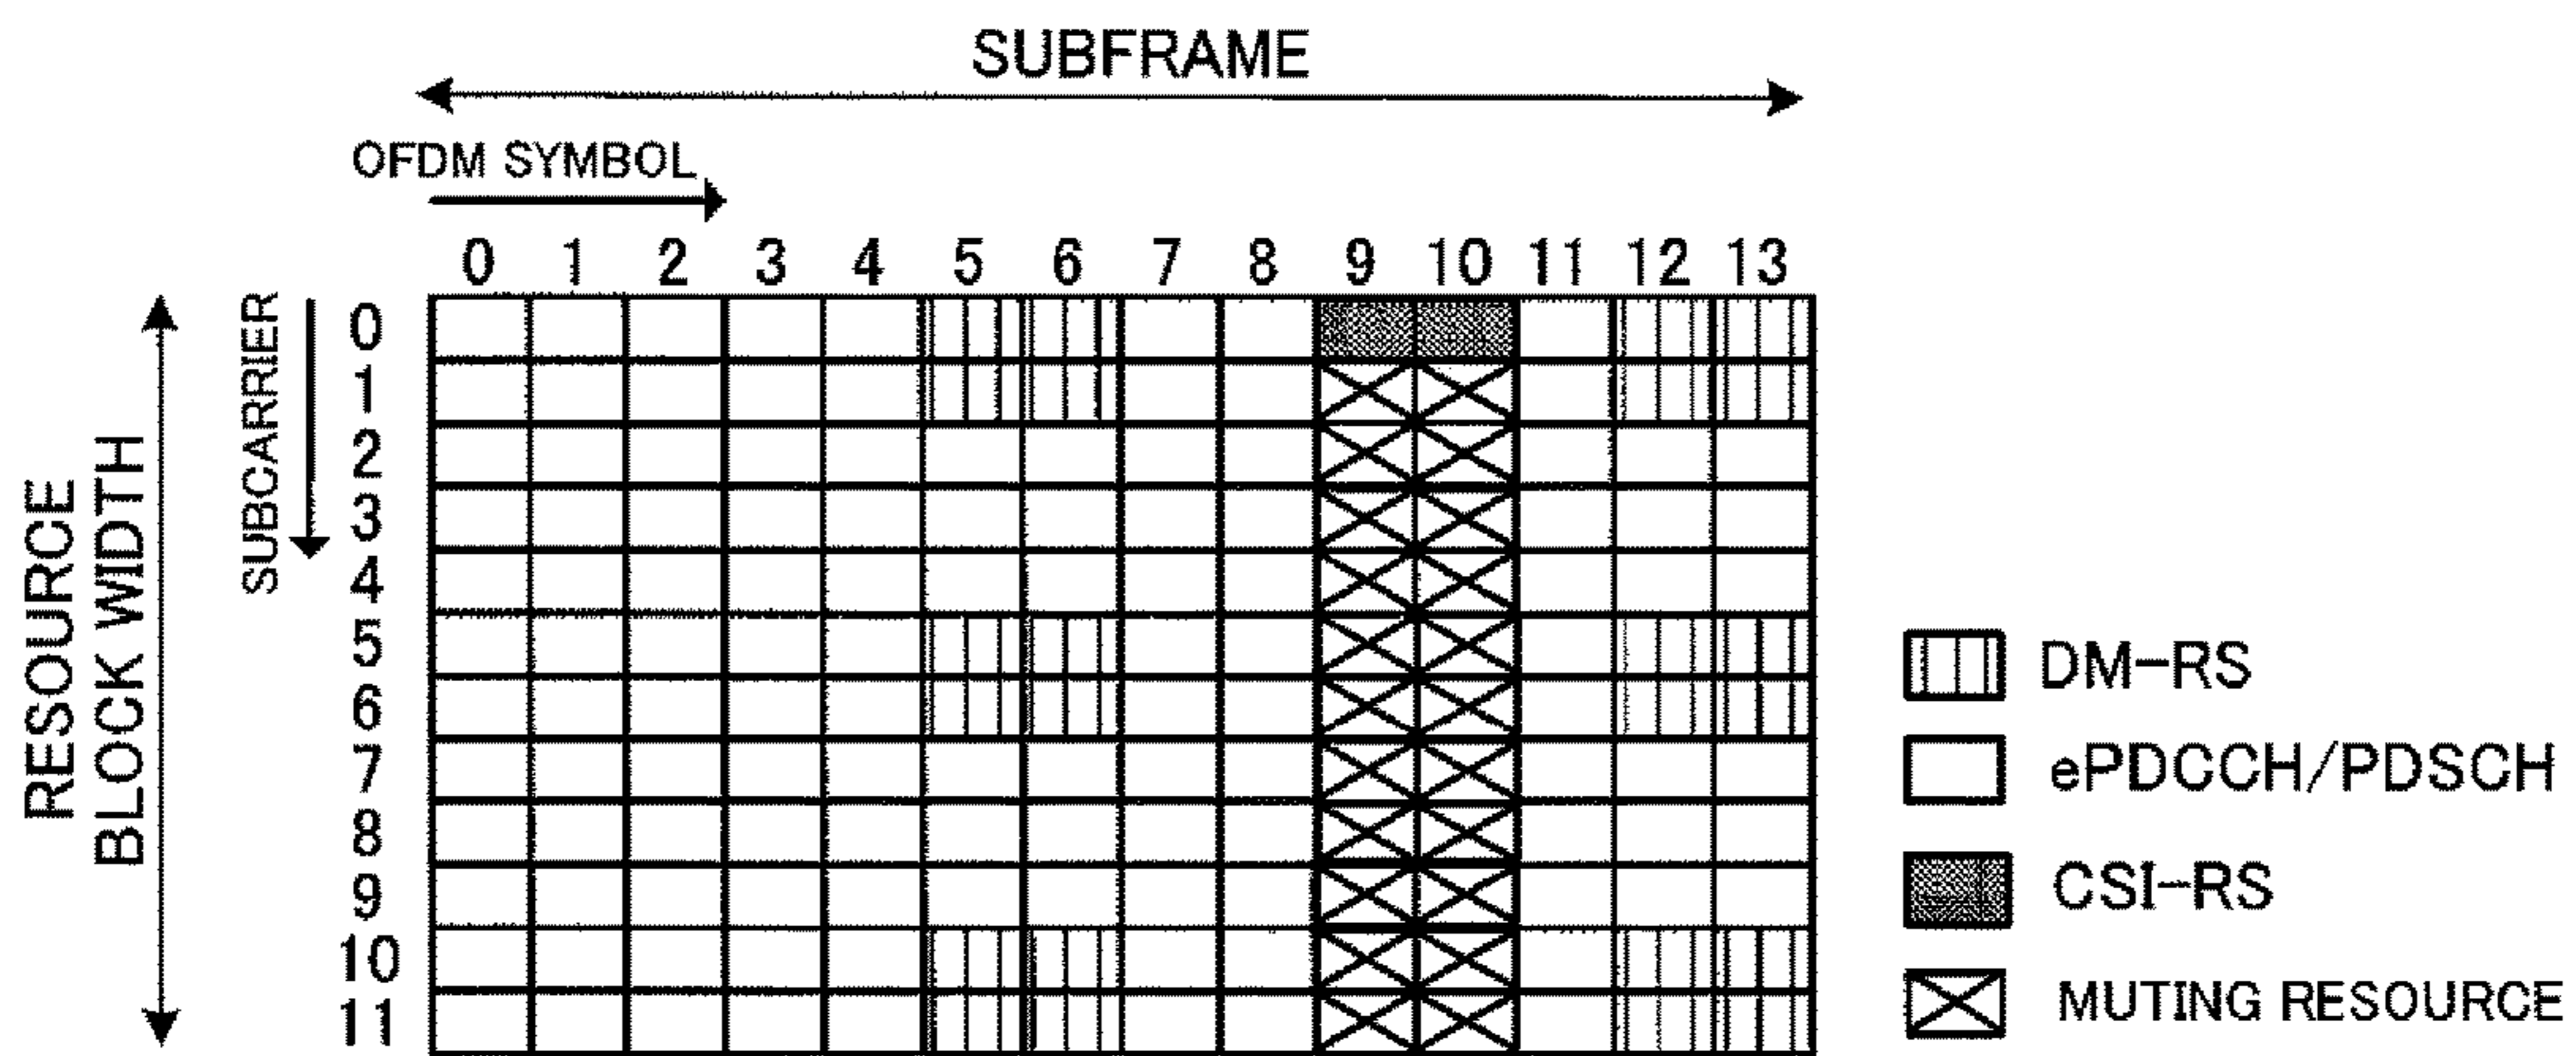 SUBFRAME
OFDM SYMBOL
0 1 2 3 4 5 6 7 8 9 10 11 12 13
RESOURCE
BLOCK WIDTH
SUBCARRIER
0
1
2
3
4
5
6
7
8
9
10
11
DM-RS
ePDCCH/PDSCH
CSI-RS
MUTING RESOURCE